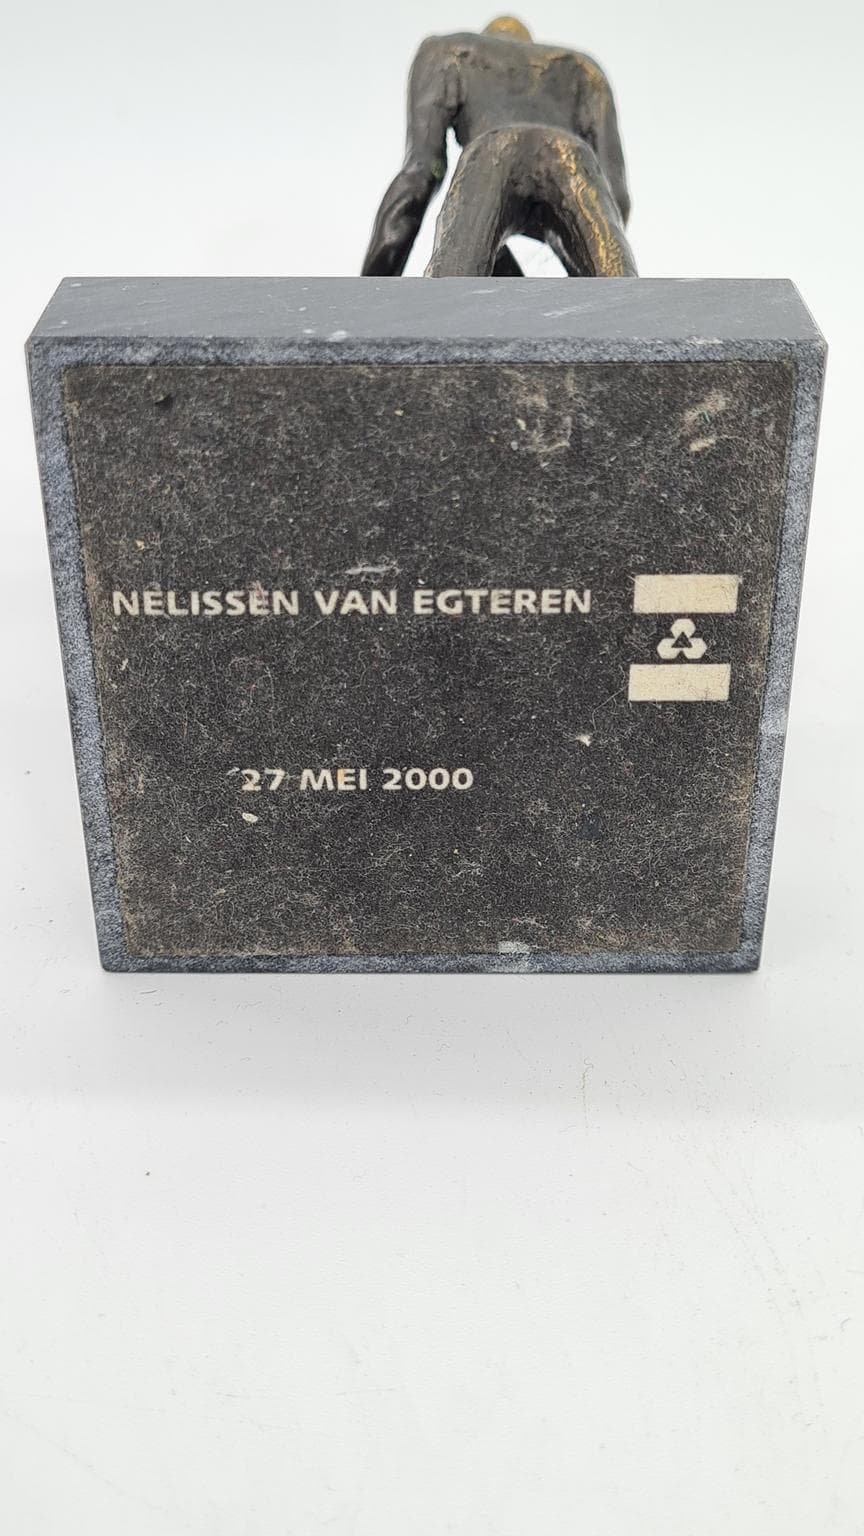 NELISSEN VAN EGTEREN
27 MEI 2000